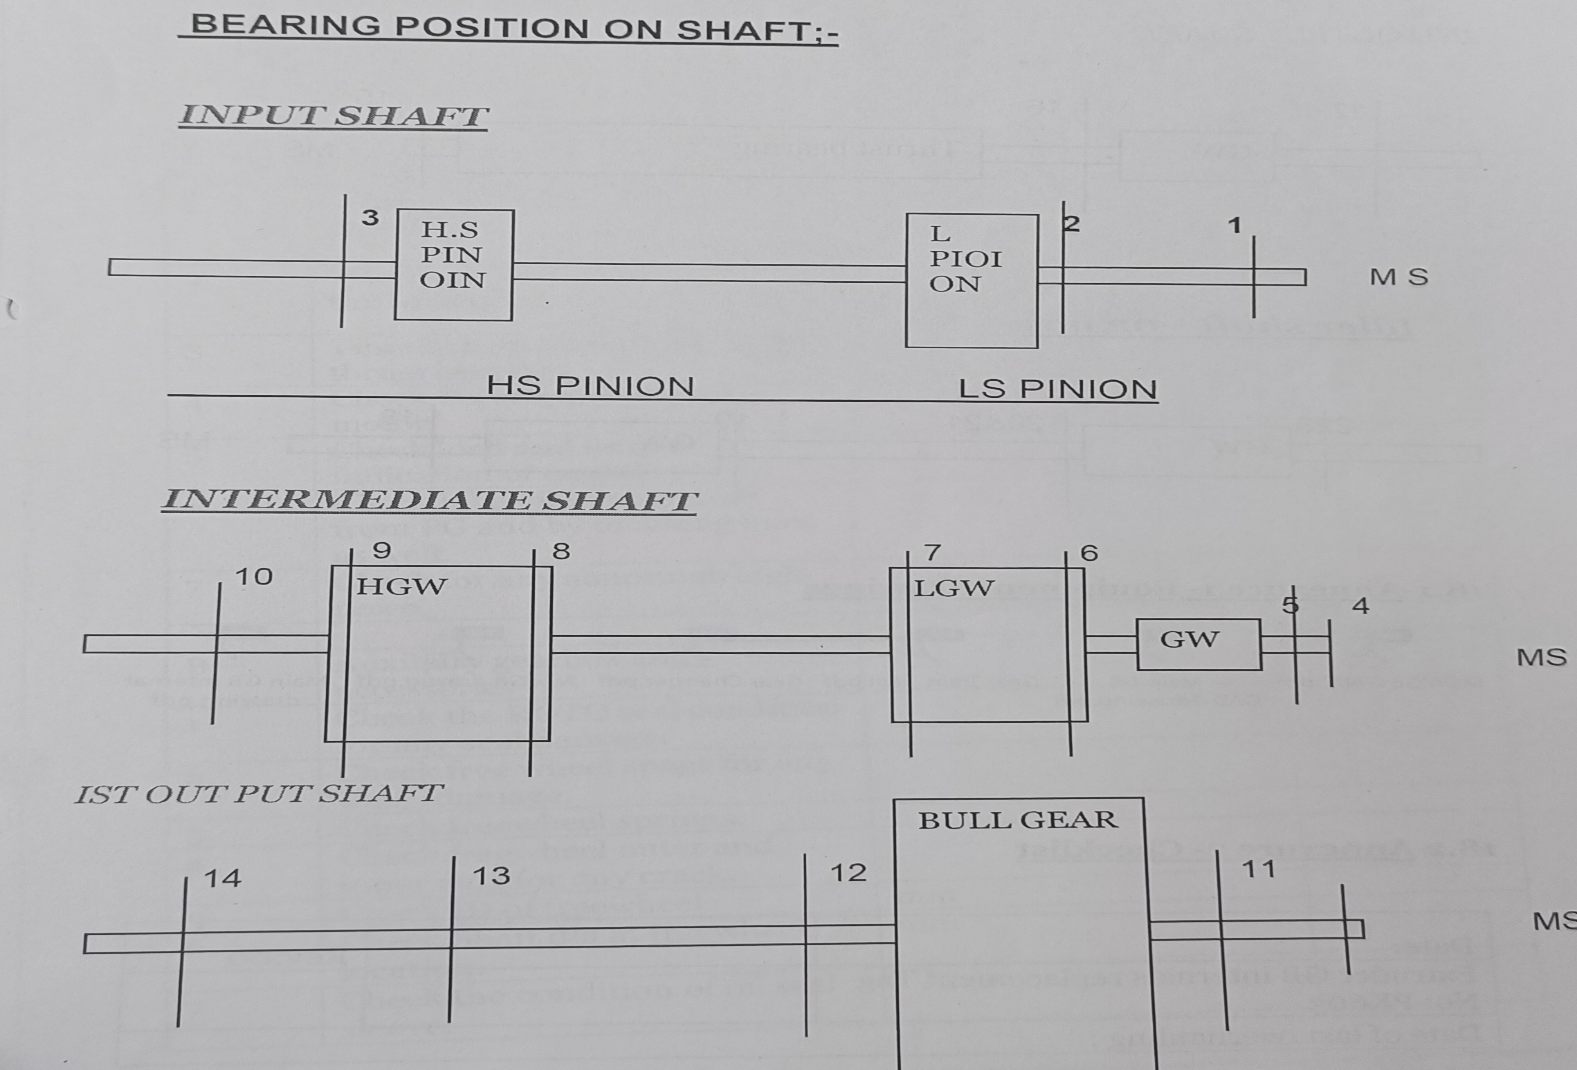 BEARING POSITION ON SHAFT;-
INPUT SHAFT
3
H.S
PIN
OIN
L
PIOI
ON
2
1
M S
HS PINION
LS PINION
INTERMEDIATE SHAFT
10
9
HGW
8
7
LGW
6
GW
5
4
MS
IST OUT PUT SHAFT
14
13
12
BULL GEAR
11
MS